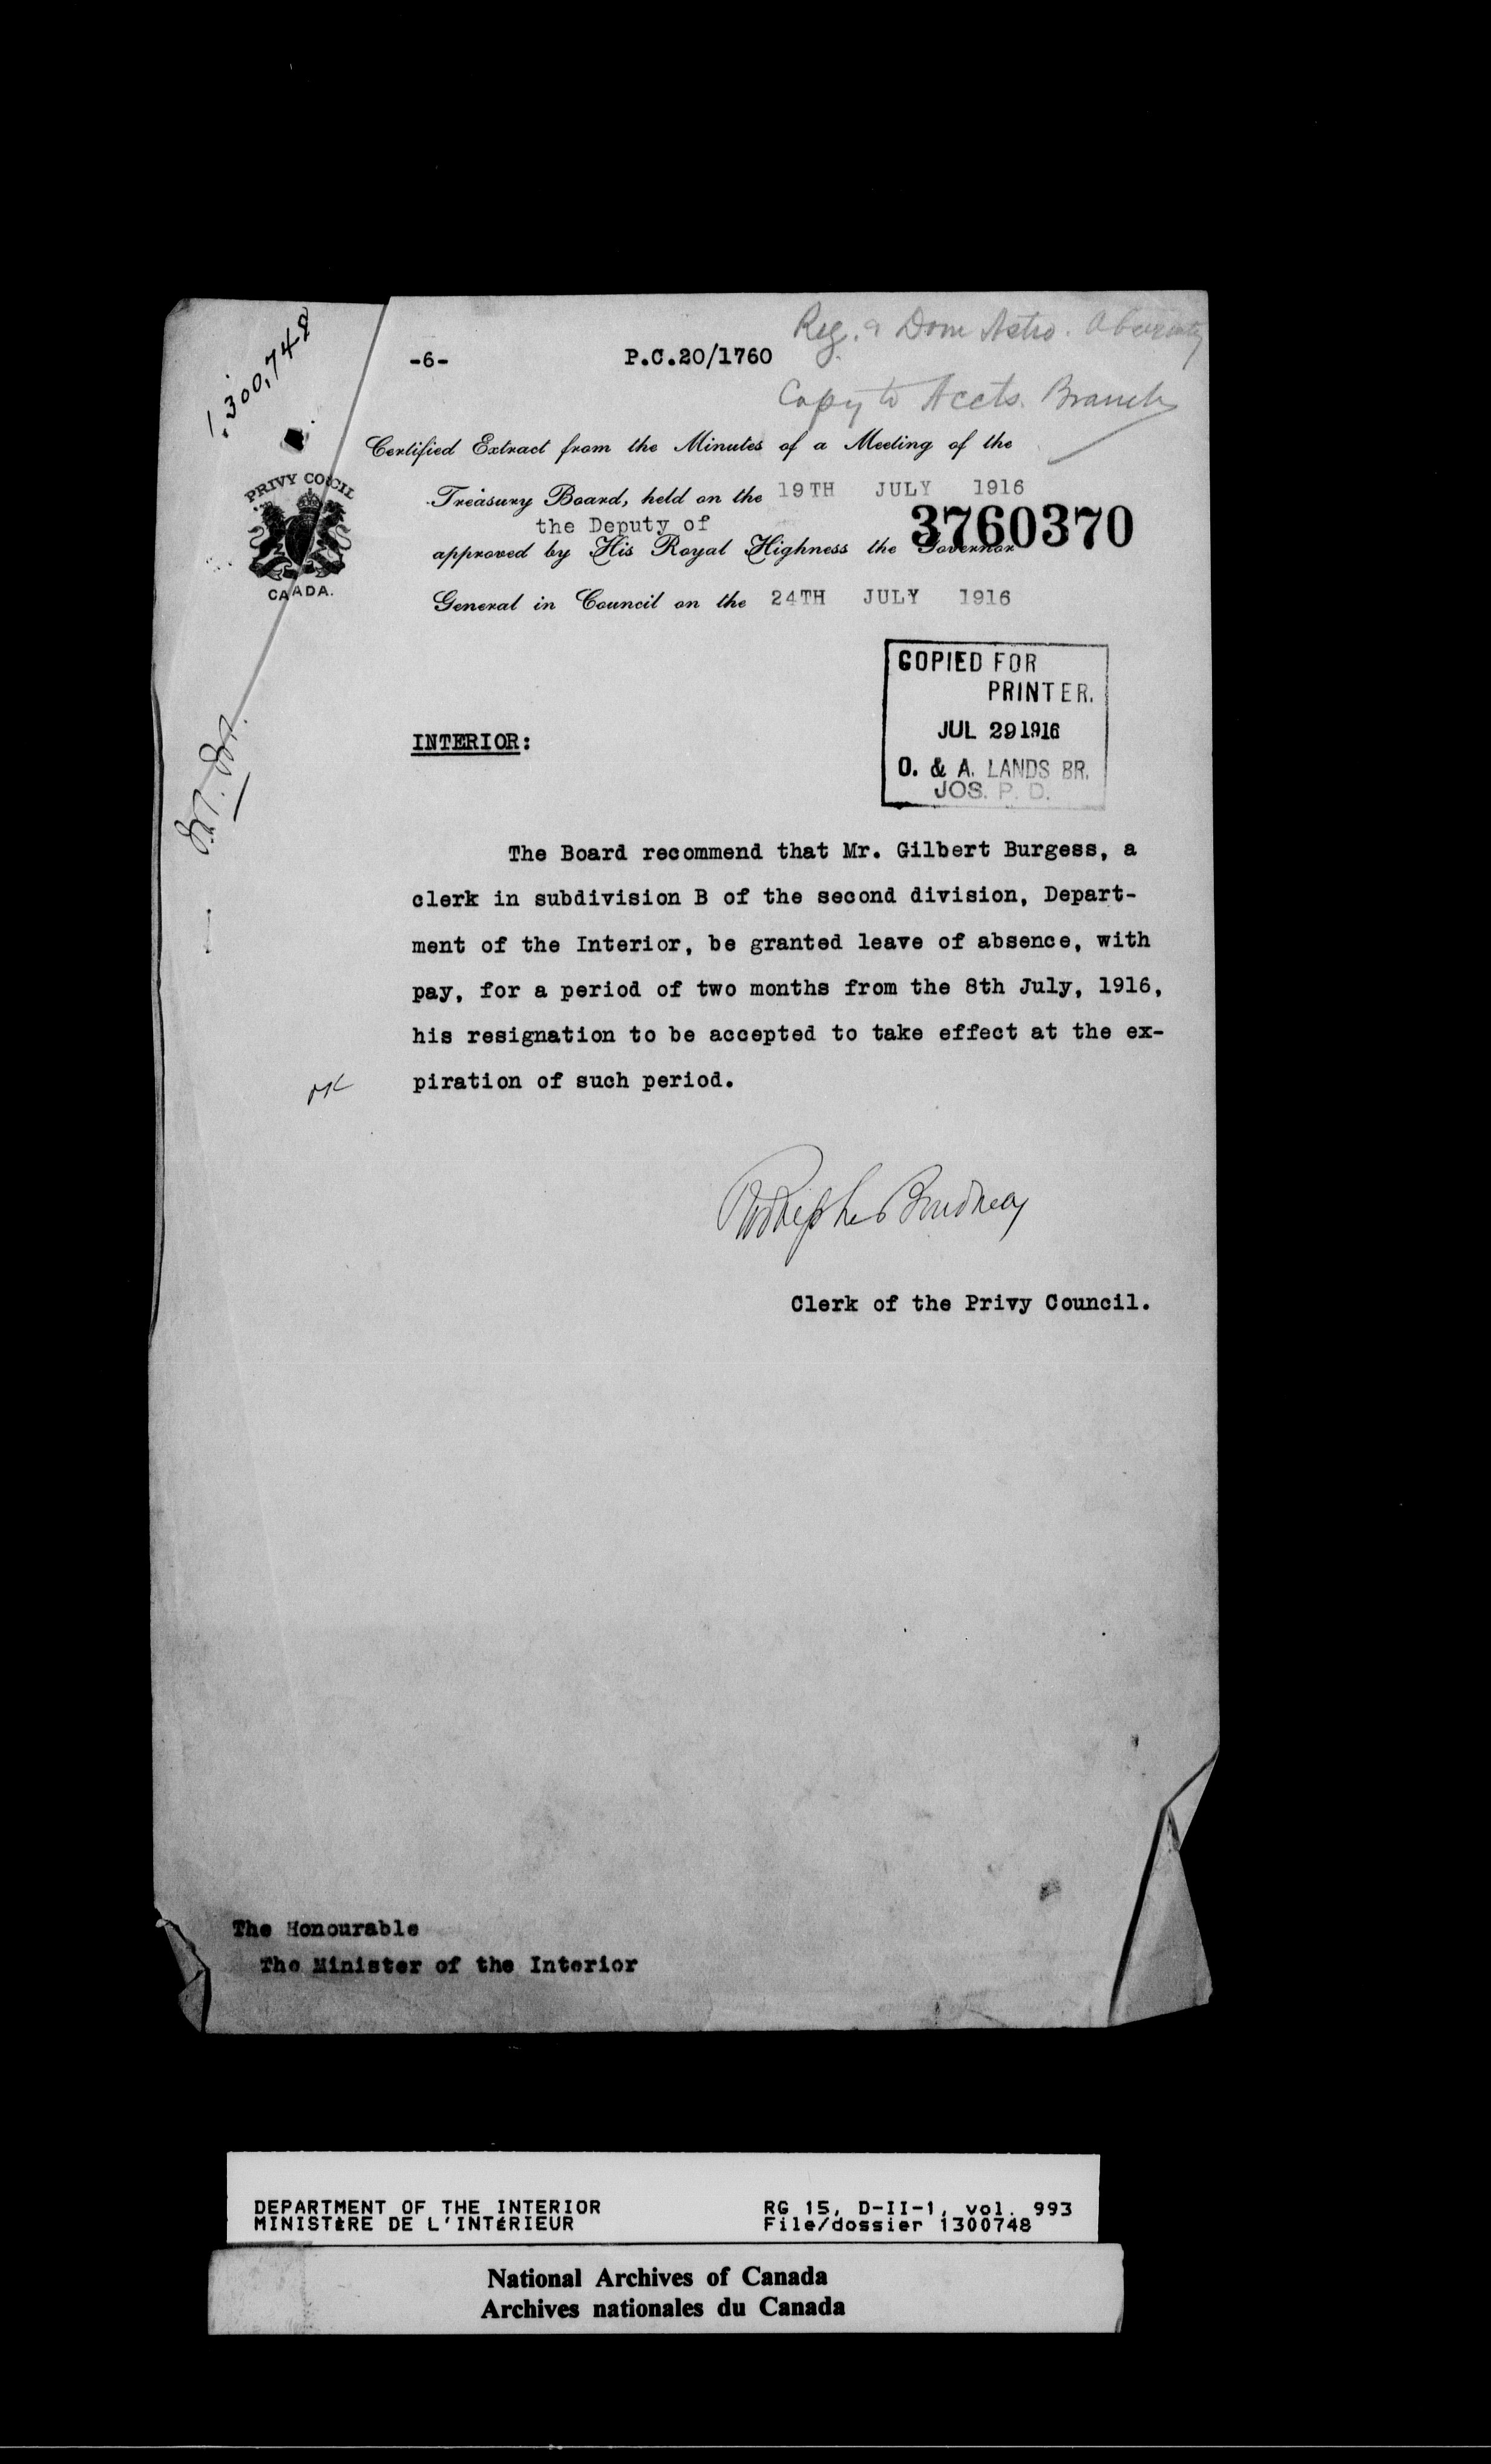 1300,748
Reg. a Dom Astro. Observatory
-6- P.C.20/1760
Copy to Accts. Branch
Certified Extract from the Minutes of a Meeting of the
PRIVY COUNCIL
Treasury Board, held on the 19TH JULY 1916
the Deputy of
3760370
approved by His Royal Highness the Governor
CANADA.
General in Council on the 24TH JULY 1916
COPIED FOR
PRINTER.
JUL 29 1916
O. & A. LANDS BR.
JOS. P. D.
INTERIOR:
The Board recommend that Mr. Gilbert Burgess, a
clerk in subdivision B of the second division, Depart-
ment of the Interior, be granted leave of absence, with
pay, for a period of two months from the 8th July, 1916,
his resignation to be accepted to take effect at the ex-
piration of such period.
Clerk of the Privy Council.
The Honourable
The Minister of the Interior
DEPARTMENT OF THE INTERIOR RG 15, D-II-1, vol. 993
MINISTÈRE DE L'INTÉRIEUR File/dossier 1300748
National Archives of Canada
Archives nationales du Canada